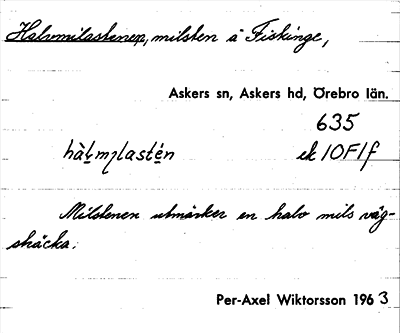 Halvmilastenen, milsten å Fiskinge,
Askers sn, Askers hd, Örebro län.
635
hàlvmılastén ek 10F1f
Milstenen utmärker en halv mils väg-
sträcka.
Per-Axel Wiktorsson 1963